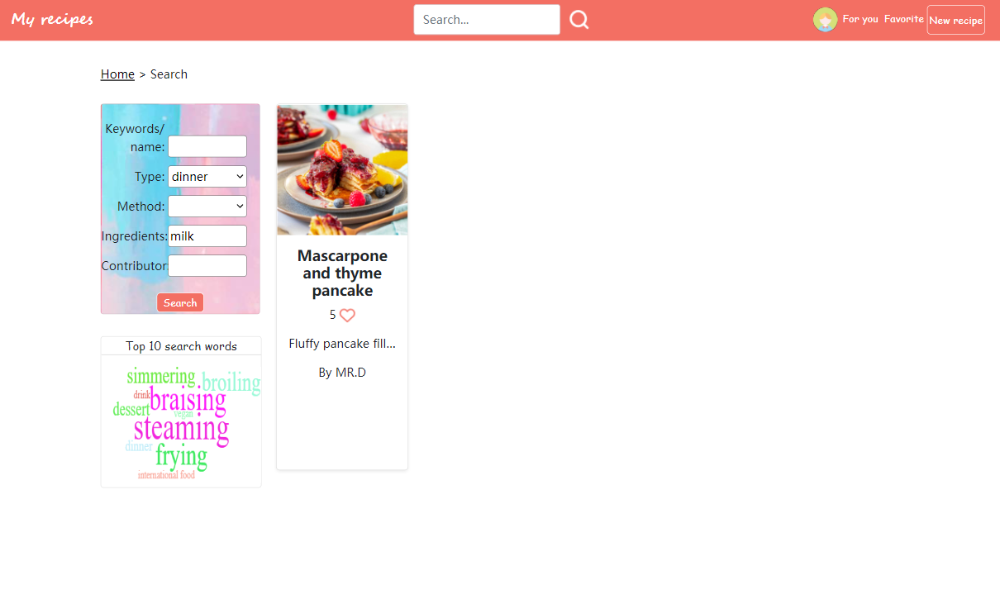 My recipes
Search...
For you Favorite New recipe
Home > Search
Keywords/
name:
Type: dinner
Method:
Ingredients: milk
Contributor:
Search
Top 10 search words
simmering
broiling
drink
braising
dessert
vegan
steaming
dinner
frying
international food
Mascarpone
and thyme
pancake
5
Fluffy pancake fill...
By MR.D